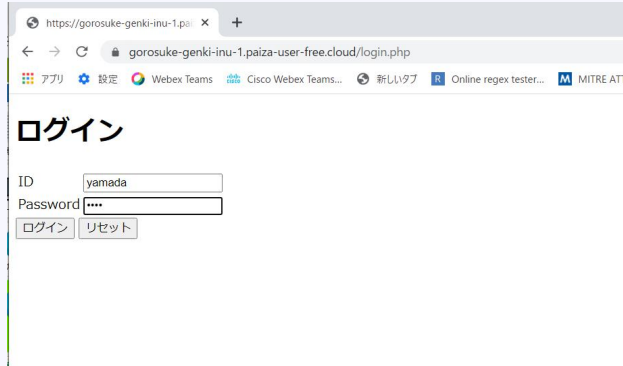 https://gorosuke-genki-inu-1.pai
gorosuke-genki-inu-1.paiza-user-free.cloud/login.php
アプリ 設定 Webex Teams Cisco Webex Teams... 新しいタブ R Online regex tester... M MITRE ATT
ログイン
ID yamada
Password ••••
ログイン リセット